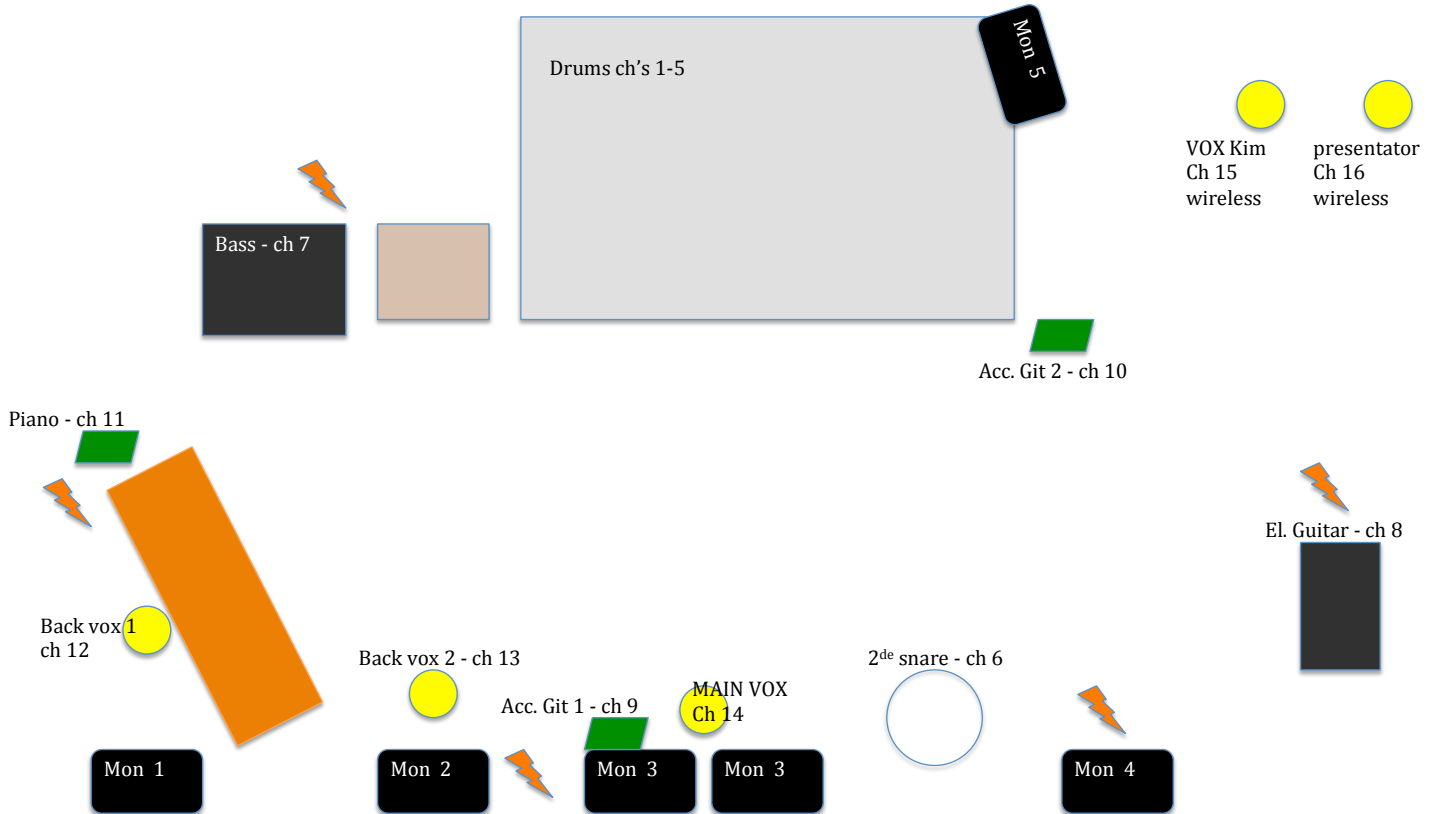 Mon 5
Drums ch’s 1-5
VOX Kim
Ch 15
wireless
presentator
Ch 16
wireless
Bass - ch 7
Acc. Git 2 - ch 10
Piano - ch 11
El. Guitar - ch 8
Back vox 1
ch 12
Back vox 2 - ch 13
2de snare - ch 6
MAIN VOX
Ch 14
Acc. Git 1 - ch 9
Mon 1
Mon 2
Mon 3
Mon 3
Mon 4